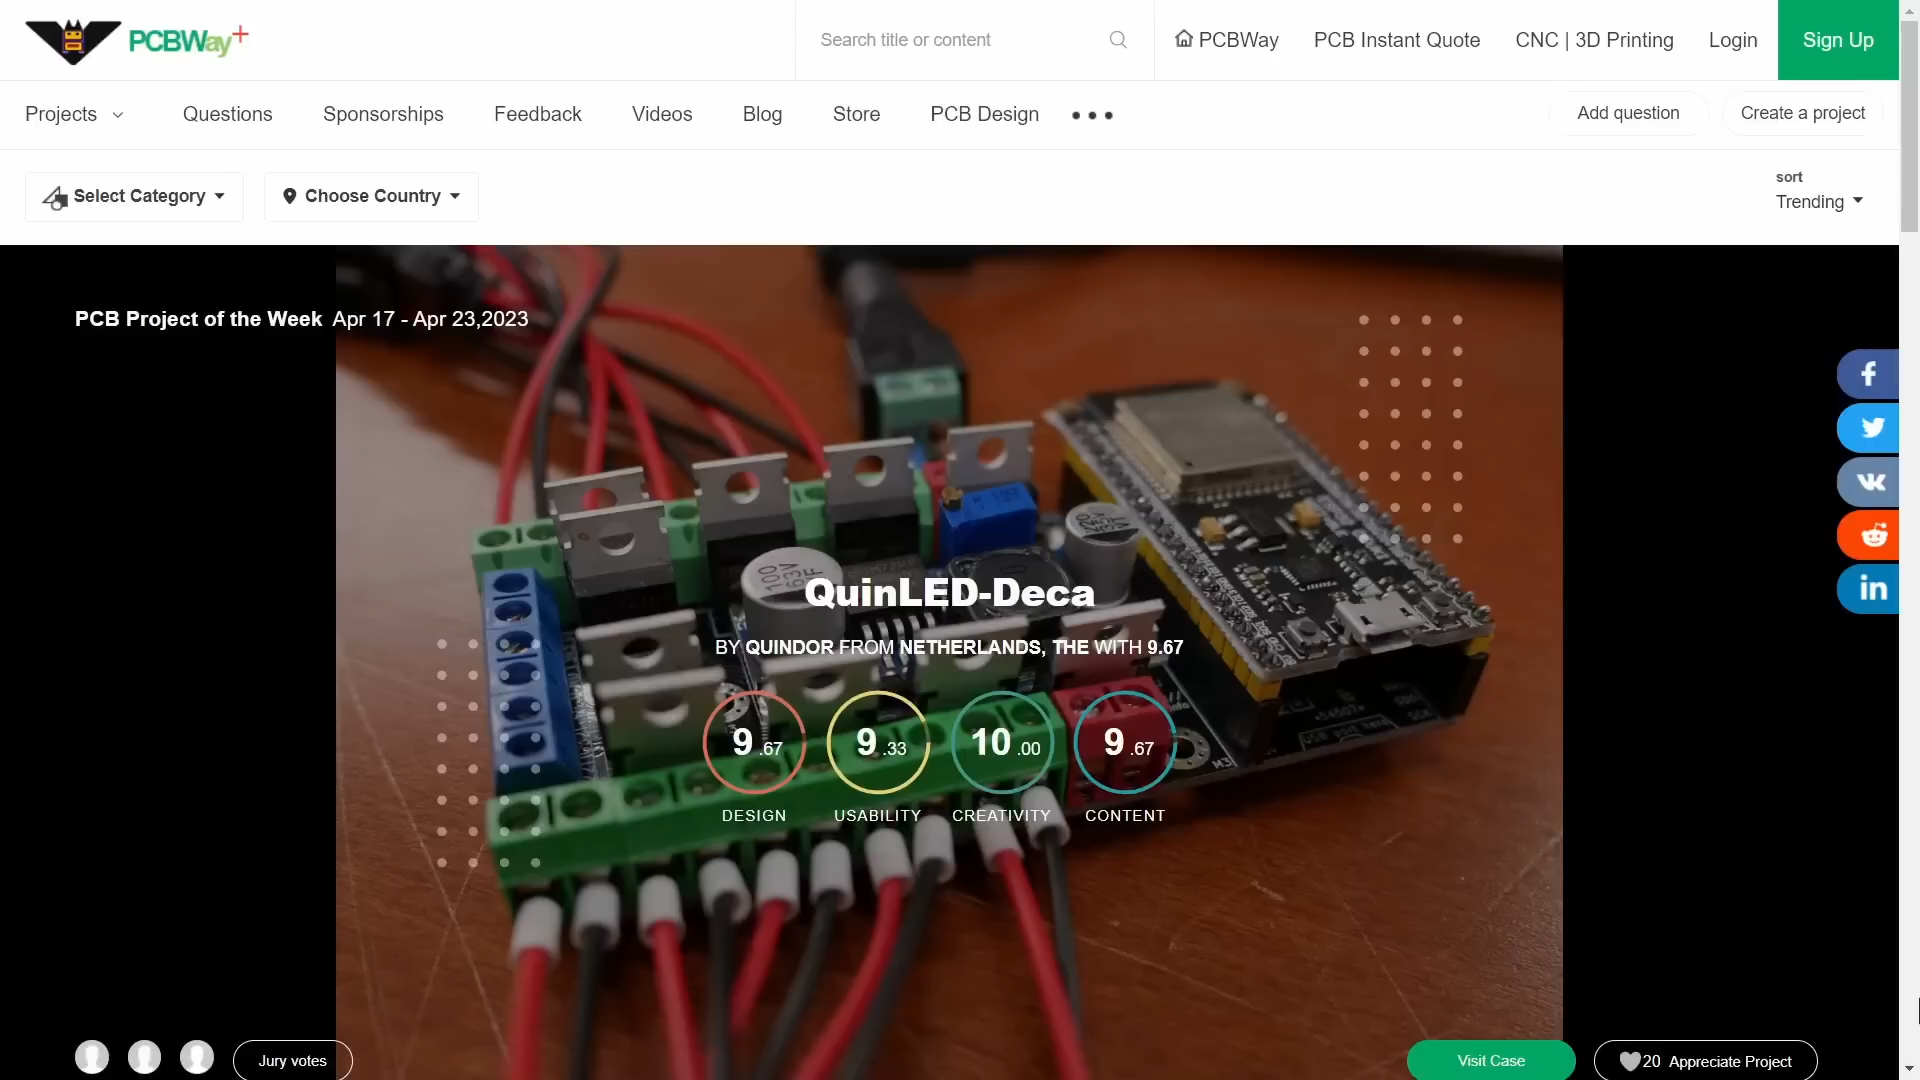 PCBWay+
Search title or content
PCBWay
PCB Instant Quote
CNC | 3D Printing
Login
Sign Up
Projects
Questions
Sponsorships
Feedback
Videos
Blog
Store
PCB Design
Add question
Create a project
Select Category
Choose Country
sort
Trending
PCB Project of the Week Apr 17 - Apr 23,2023
QuinLED-Deca
BY QUINDOR FROM NETHERLANDS, THE WITH 9.67
9.67
9.33
10.00
9.67
DESIGN
USABILITY
CREATIVITY
CONTENT
Jury votes
Visit Case
20 Appreciate Project